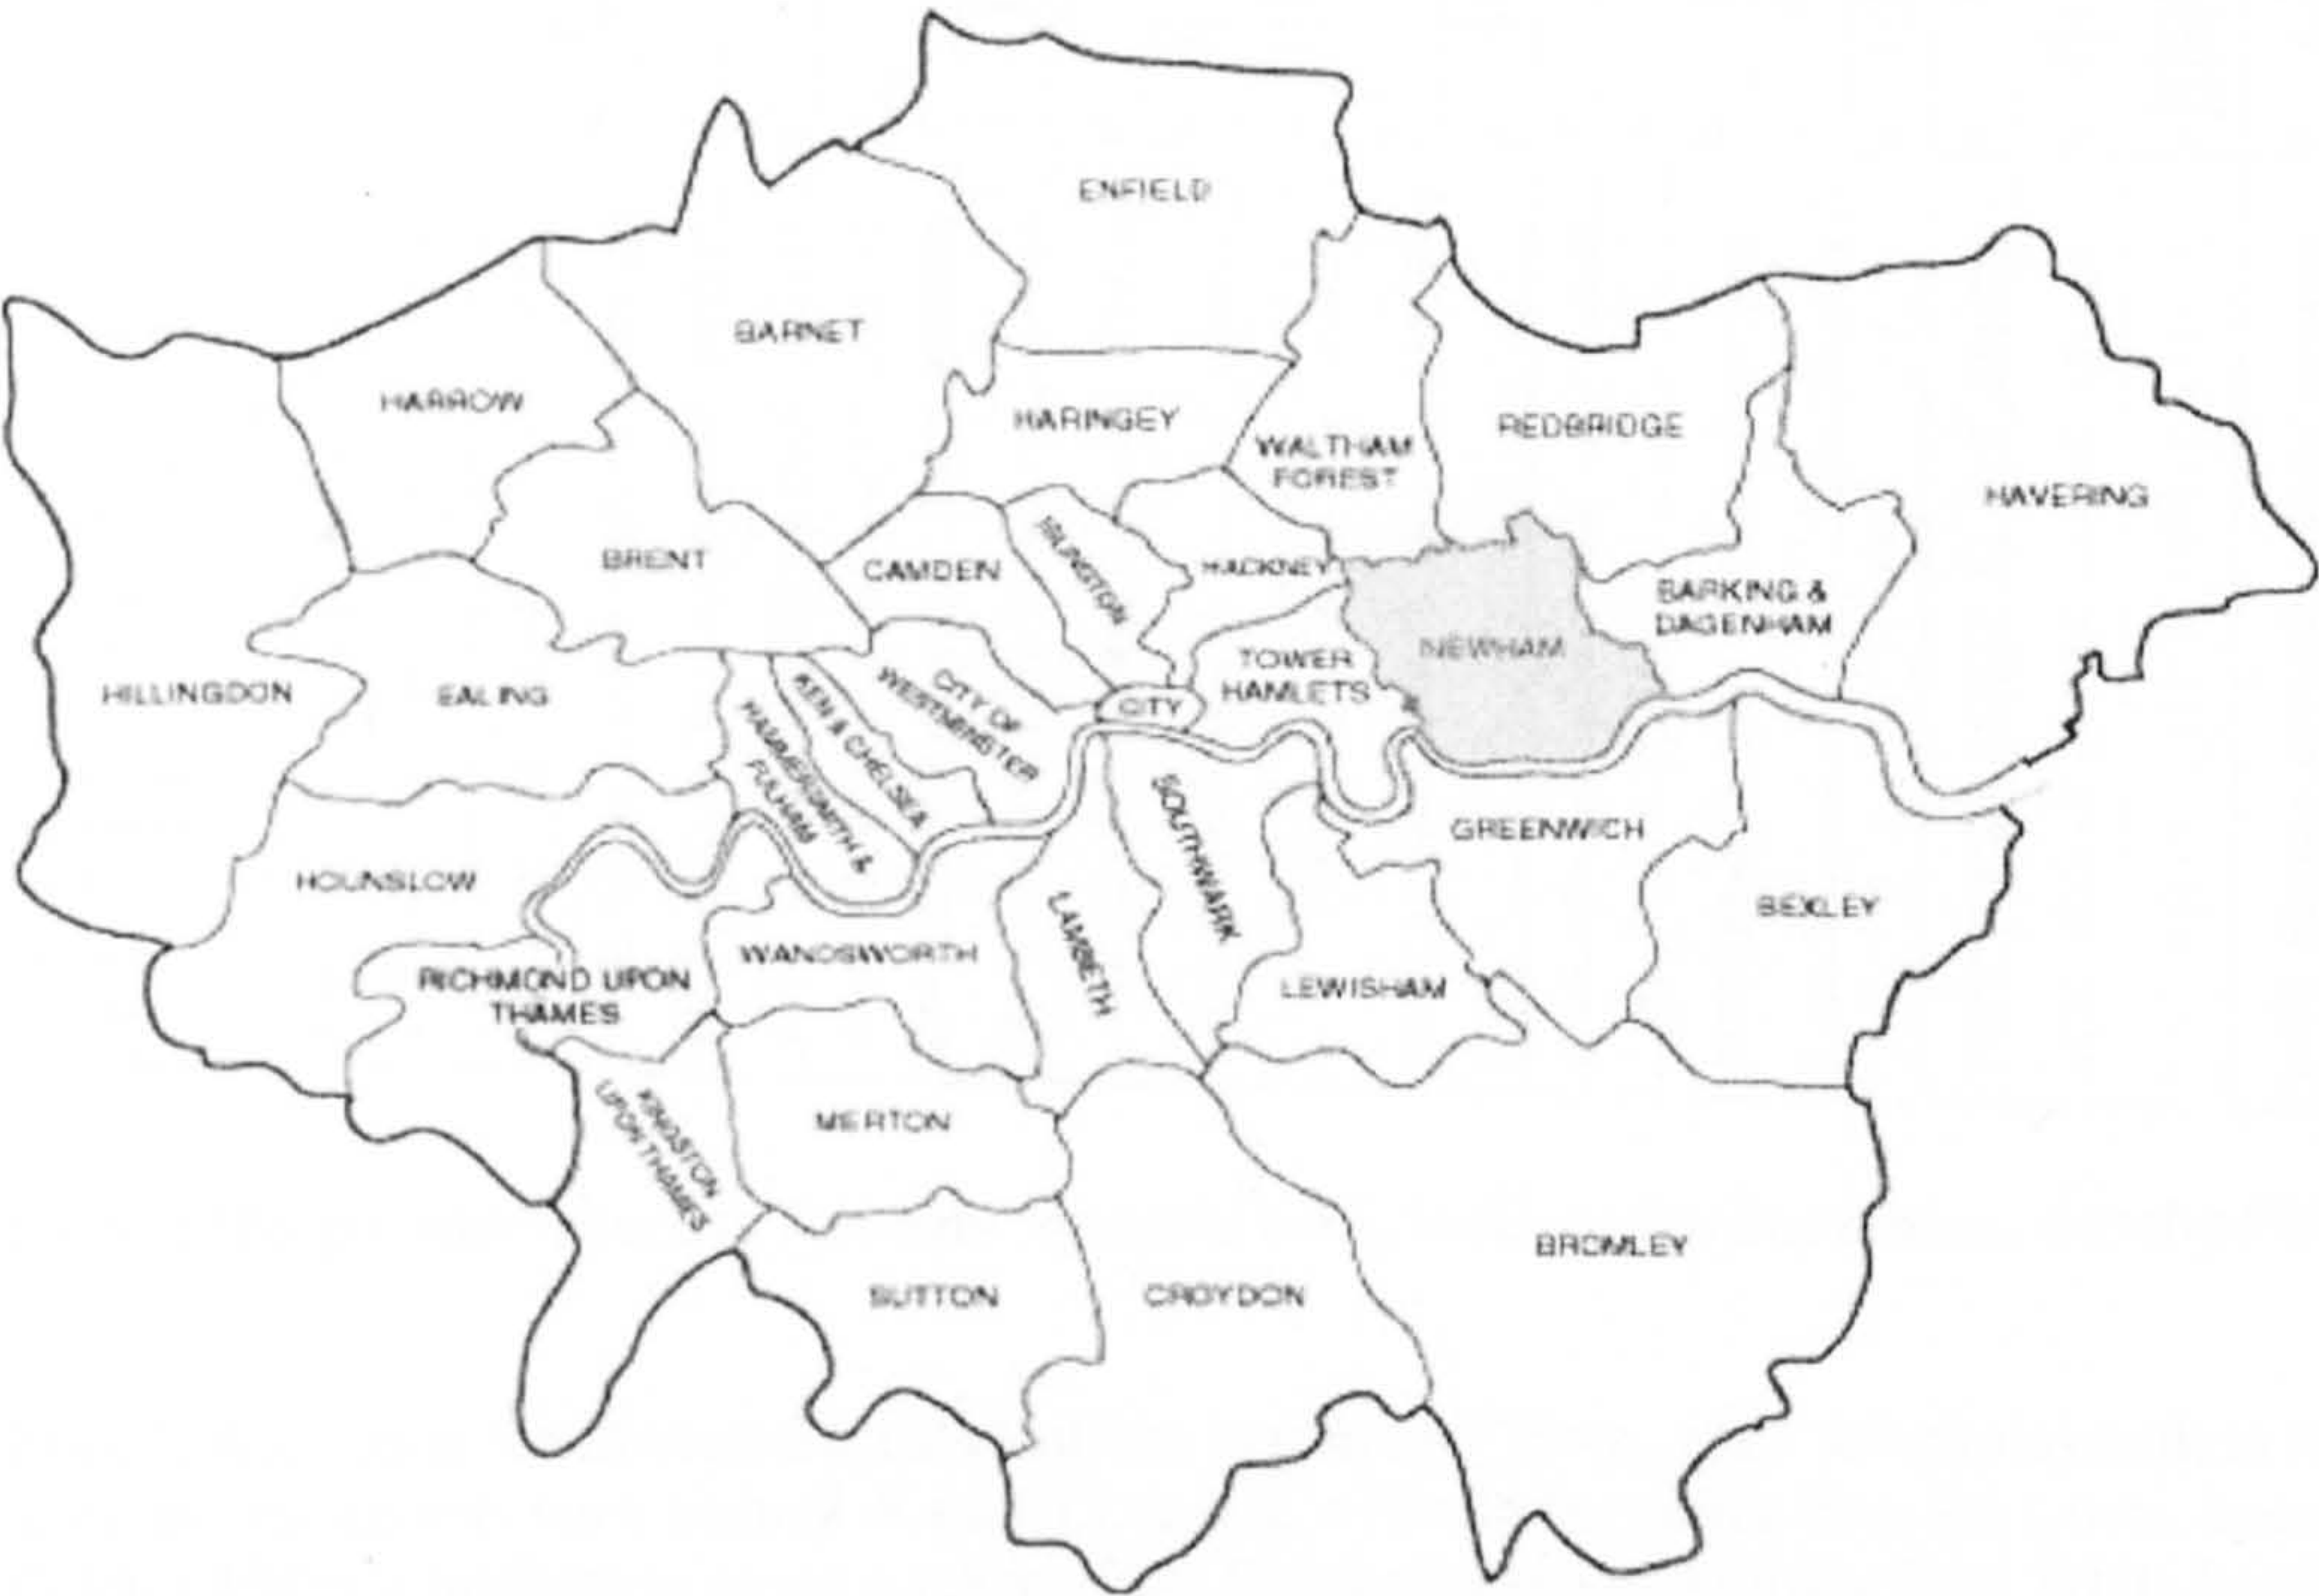 ENFIELD
BARNET
HARROW
HARINGEY
WALTHAM
FOREST
REDBRIDGE
HAVERING
BRENT
CAMDEN
ISLINGTON
HACKNEY
BARKING &
DAGENHAM
NEWHAM
TOWER
HAMLETS
HILLINGDON
EALING
HAMMERSMITH &
FULHAM
KEN & CHELSEA
CITY OF
WESTMINSTER
CITY
HOUNSLOW
SOUTHWARK
GREENWICH
BEXLEY
RICHMOND UPON
THAMES
WANDSWORTH
LAMBETH
LEWISHAM
KINGSTON
UPON THAMES
MERTON
BROMLEY
SUTTON
CROYDON